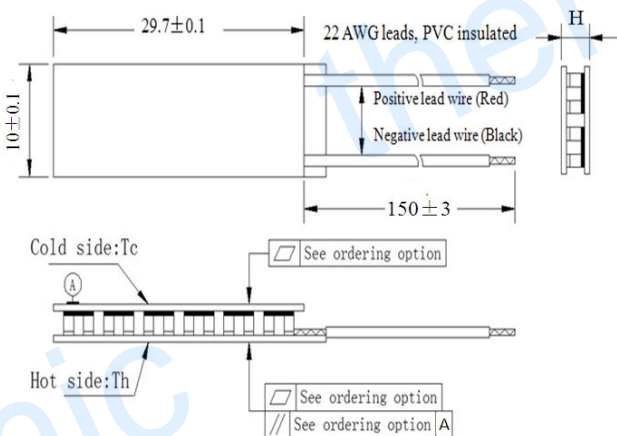 29.7±0.1
22 AWG leads, PVC insulated
H
10±0.1
Positive lead wire (Red)
Negative lead wire (Black)
150±3
Cold side:Tc
See ordering option
A
Hot side:Th
See ordering option
// See ordering option A